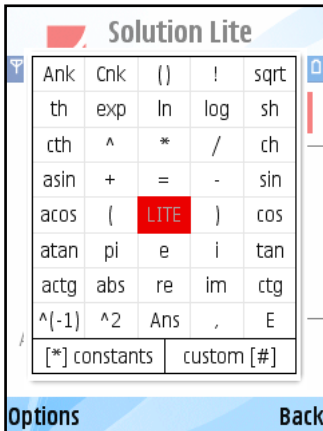 Solution Lite
Ank Cnk () ! sqrt
th exp ln log sh
cth ^ * / ch
asin + = - sin
acos ( LITE ) cos
atan pi e i tan
actg abs re im ctg
^(-1) ^2 Ans , E
[*] constants custom [#]
Options Back